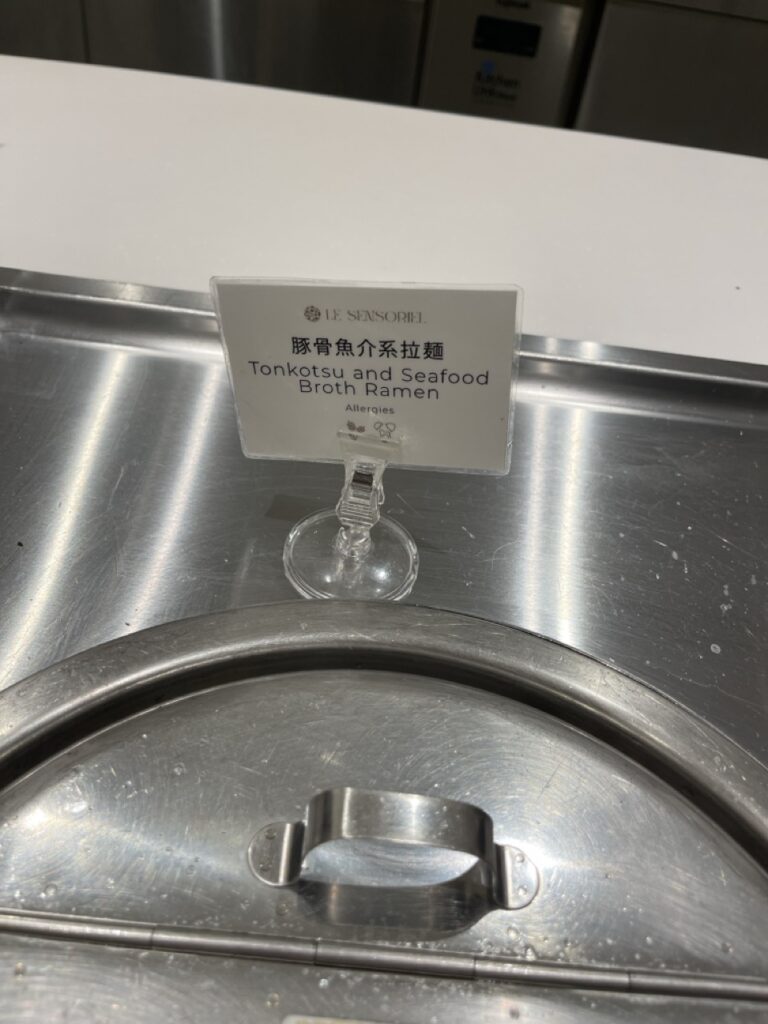 LE SENSORIEL
豚骨魚介系拉麵
Tonkotsu and Seafood
Broth Ramen
Allergies